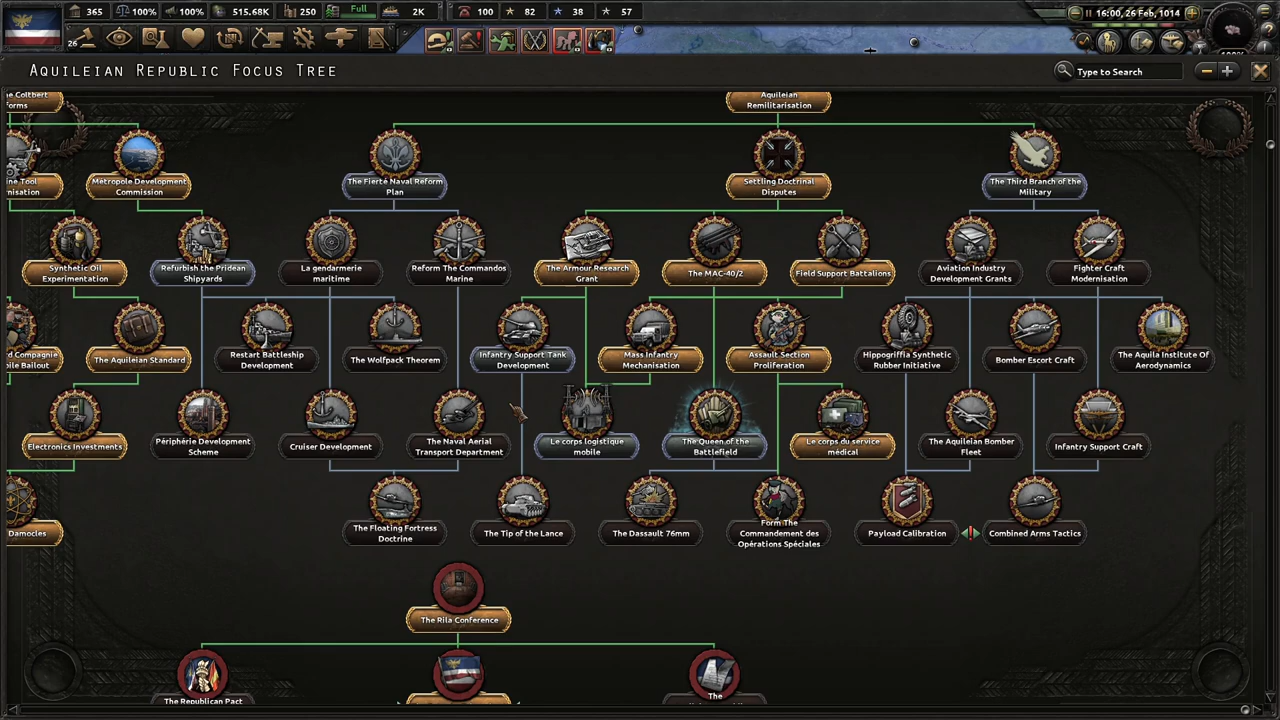 365
100%
100%
515.68K
250
Full
2K
100
82
38
57
16:00, 26 Feb, 1014
26
Aquileian Republic Focus Tree
Type to Search
forms
Aquileian
Remilitarisation
Métropole Development
Commission
The Fierté Naval Reform
Plan
Settling Doctrinal
Disputes
The Third Branch of the
Military
Synthetic Oil
Experimentation
Refurbish the Pridean
Shipyards
La gendarmerie
maritime
Reform The Commandos
Marine
The Armour Research
Grant
The MAC-40/2
Field Support Battalions
Aviation Industry
Development Grants
Fighter Craft
Modernisation
The Aquileian Standard
Restart Battleship
Development
The Wolfpack Theorem
Infantry Support Tank
Development
Mass Infantry
Mechanisation
Assault Section
Proliferation
Hippogriffia Synthetic
Rubber Initiative
Bomber Escort Craft
The Aquila Institute Of
Aerodynamics
Electronics Investments
Périphérie Development
Scheme
Cruiser Development
The Naval Aerial
Transport Department
Le corps logistique
mobile
The Queen of the
Battlefield
Le corps du service
médical
The Aquileian Bomber
Fleet
Infantry Support Craft
Damocles
The Floating Fortress
Doctrine
The Tip of the Lance
The Dassault 76mm
Form The
Commandement des
Opérations Spéciales
Payload Calibration
Combined Arms Tactics
The Rila Conference
The Republican Pact
The